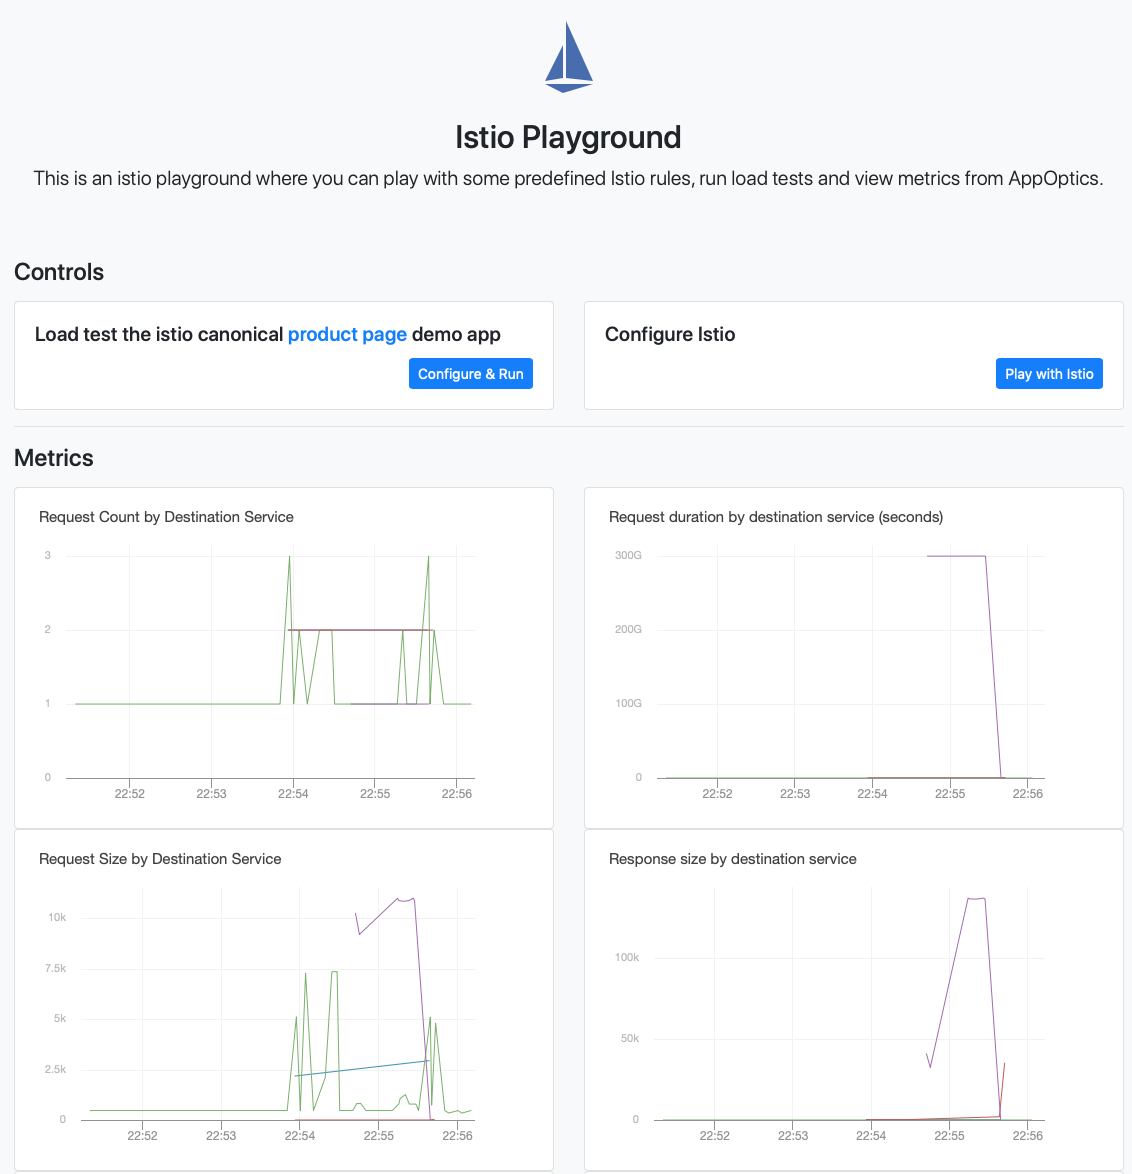 Istio Playground
This is an istio playground where you can play with some predefined Istio rules, run load tests and view metrics from AppOptics.
Controls
Load test the istio canonical product page demo app
Configure & Run
Configure Istio
Play with Istio
Metrics
Request Count by Destination Service
3
2
1
0
22:52 22:53 22:54 22:55 22:56
Request duration by destination service (seconds)
300G
200G
100G
0
22:52 22:53 22:54 22:55 22:56
Request Size by Destination Service
10k
7.5k
5k
2.5k
0
22:52 22:53 22:54 22:55 22:56
Response size by destination service
100k
50k
0
22:52 22:53 22:54 22:55 22:56